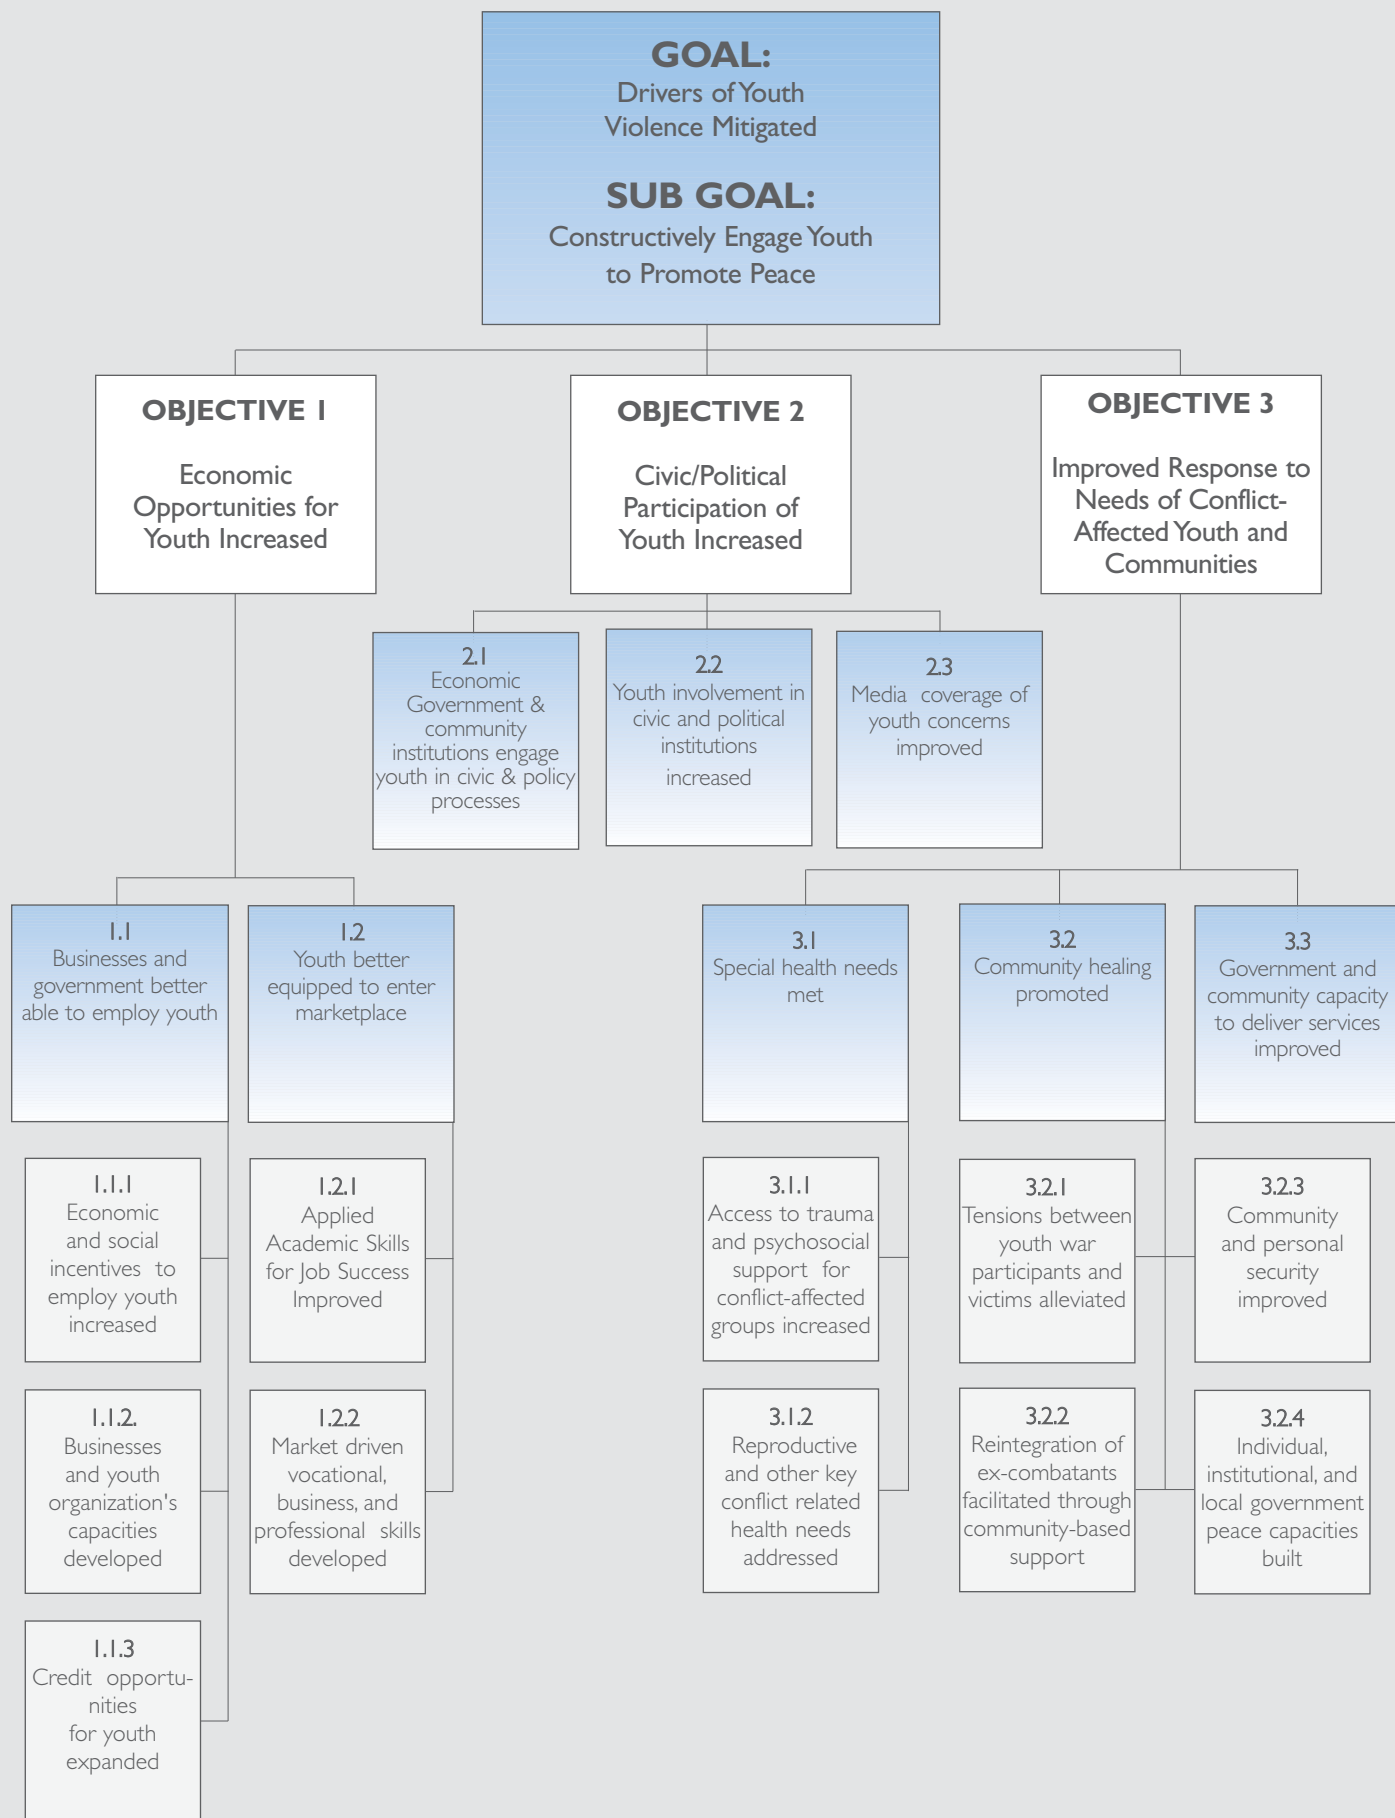 GOAL:
Drivers of Youth
Violence Mitigated
SUB GOAL:
Constructively Engage Youth
to Promote Peace
OBJECTIVE 1
Economic
Opportunities for
Youth Increased
OBJECTIVE 2
Civic/Political
Participation of
Youth Increased
OBJECTIVE 3
Improved Response to
Needs of Conflict-
Affected Youth and
Communities
2.1
Economic
Government &
community
institutions engage
youth in civic & policy
processes
2.2
Youth involvement in
civic and political
institutions
increased
2.3
Media coverage of
youth concerns
improved
1.1
Businesses and
government better
able to employ youth
1.2
Youth better
equipped to enter
marketplace
3.1
Special health needs
met
3.2
Community healing
promoted
3.3
Government and
community capacity
to deliver services
improved
1.1.1
Economic
and social
incentives to
employ youth
increased
1.2.1
Applied
Academic Skills
for Job Success
Improved
3.1.1
Access to trauma
and psychosocial
support for
conflict-affected
groups increased
3.2.1
Tensions between
youth war
participants and
victims alleviated
3.2.3
Community
and personal
security
improved
1.1.2.
Businesses
and youth
organization's
capacities
developed
1.2.2
Market driven
vocational,
business, and
professional skills
developed
3.1.2
Reproductive
and other key
conflict related
health needs
addressed
3.2.2
Reintegration of
ex-combatants
facilitated through
community-based
support
3.2.4
Individual,
institutional, and
local government
peace capacities
built
1.1.3
Credit opportu-
nities
for youth
expanded